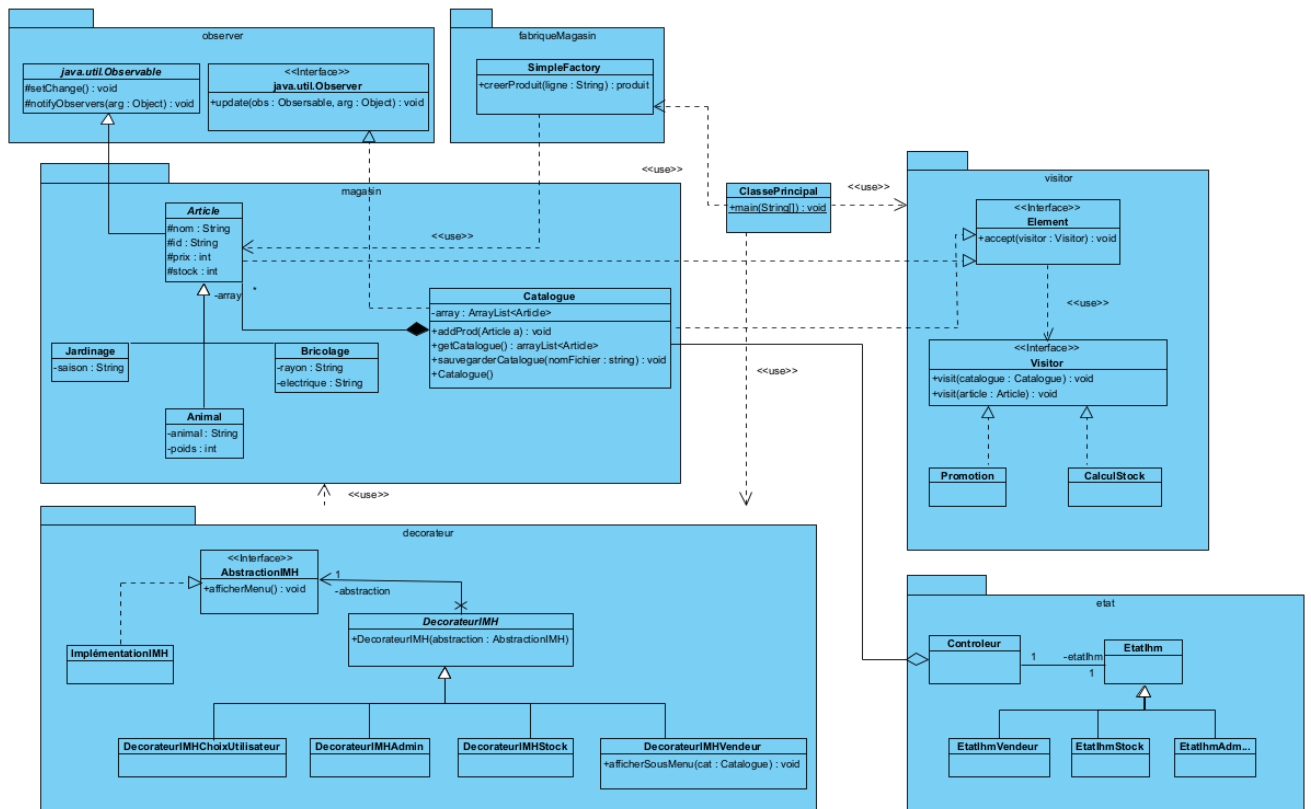 observer
java.util.Observable
#setChange() : void
#notifyObservers(arg : Object) : void
<<Interface>>
java.util.Observer
+update(obs : Obsersable, arg : Object) : void
fabriqueMagasin
SimpleFactory
+creerProduit(ligne : String) : produit
<<use>>
<<use>>
magasin
Article
#nom : String
#id : String
#prix : int
#stock : int
<<use>>
-array
*
Jardinage
-saison : String
Bricolage
-rayon : String
-electrique : String
Animal
-animal : String
-poids : int
Catalogue
-array : ArrayList<Article>
+addProd(Article a) : void
+getCatalogue() : arrayList<Article>
+sauvegarderCatalogue(nomFichier : string) : void
+Catalogue()
ClassePrincipal
+main(String[]) : void
<<use>>
<<use>>
visitor
<<Interface>>
Element
+accept(visitor : Visitor) : void
<<use>>
<<Interface>>
Visitor
+visit(catalogue : Catalogue) : void
+visit(article : Article) : void
Promotion
CalculStock
decorateur
<<Interface>>
AbstractionIMH
+afficherMenu() : void
1
-abstraction
DecorateurIMH
+DecorateurIMH(abstraction : AbstractionIMH)
ImplémentationIMH
DecorateurIMHChoixUtilisateur
DecorateurIMHAdmin
DecorateurIMHStock
DecorateurIMHVendeur
+afficherSousMenu(cat : Catalogue) : void
etat
Controleur
1
-etatIhm
1
EtatIhm
EtatIhmVendeur
EtatIhmStock
EtatIhmAdm...